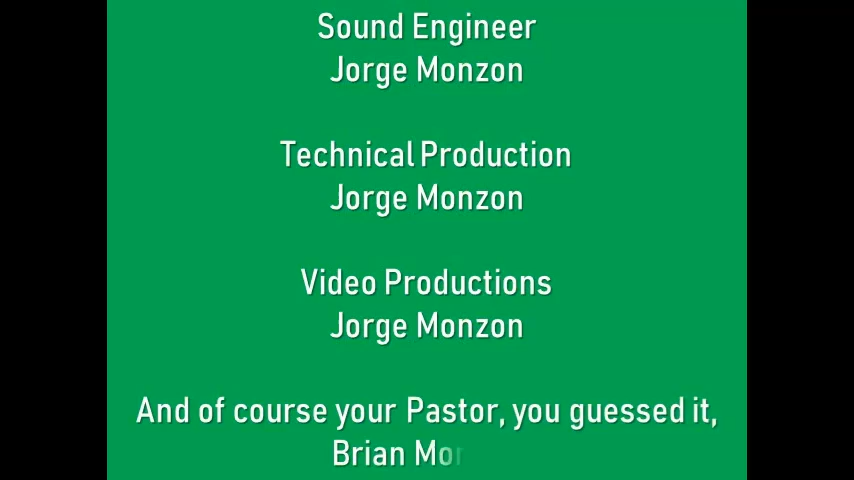 Sound Engineer
Jorge Monzon
Technical Production
Jorge Monzon
Video Productions
Jorge Monzon
And of course your Pastor, you guessed it,
Brian